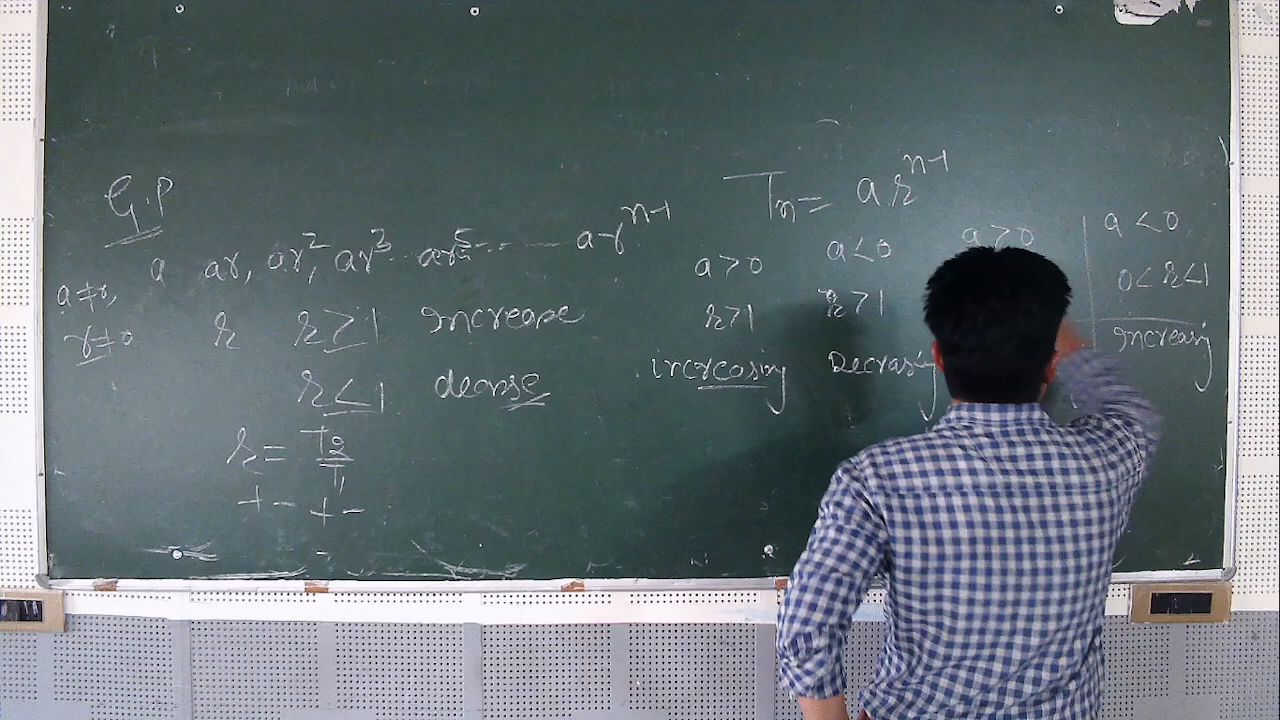 G.P
a ar, ar², ar³ .. ar⁵ - - - - - ar^(n-1)
a ≠ 0,
r ≠ 0
r r > 1 increase
r < 1 decrese
r = T₂/T₁
+ - + -
Tₙ = a r^(n-1)
a > 0
r > 1
increasing
a < 0
r > 1
Decrasing
a > 0
a < 0,
0 < r < 1
increasing